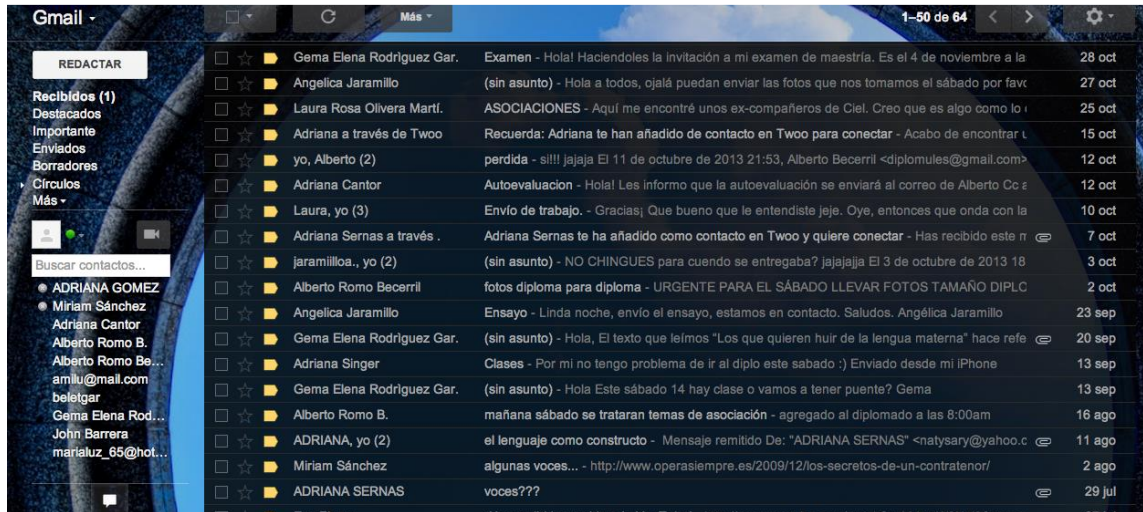 Gmail
Más
1–50 de 64
REDACTAR
Recibidos (1)
Destacados
Importante
Enviados
Borradores
Círculos
Más
Buscar contactos...
ADRIANA GOMEZ
Miriam Sánchez
Adriana Cantor
Alberto Romo B.
Alberto Romo Be...
amilu@mail.com
beletgar
Gema Elena Rod...
John Barrera
marialuz_65@hot...
Gema Elena Rodrìguez Gar. Examen - Hola! Haciendoles la invitación a mi examen de maestría. Es el 4 de noviembre a la 28 oct
Angelica Jaramillo (sin asunto) - Hola a todos, ojalá puedan enviar las fotos que nos tomamos el sábado por favo 27 oct
Laura Rosa Olivera Martí. ASOCIACIONES - Aquí me encontré unos ex-compañeros de Ciel. Creo que es algo como lo 25 oct
Adriana a través de Twoo Recuerda: Adriana te han añadido de contacto en Twoo para conectar - Acabo de encontrar 15 oct
yo, Alberto (2) perdida - si!!! jajaja El 11 de octubre de 2013 21:53, Alberto Becerril <diplomules@gmail.com> 12 oct
Adriana Cantor Autoevaluacion - Hola! Les informo que la autoevaluación se enviará al correo de Alberto Cc 12 oct
Laura, yo (3) Envío de trabajo. - Gracias¡ Que bueno que le entendiste jeje. Oye, entonces que onda con la 10 oct
Adriana Sernas a través . Adriana Sernas te ha añadido como contacto en Twoo y quiere conectar - Has recibido este 7 oct
jaramiilloa., yo (2) (sin asunto) - NO CHINGUES para cuendo se entregaba? jajajajja El 3 de octubre de 2013 18 3 oct
Alberto Romo Becerril fotos diploma para diploma - URGENTE PARA EL SÁBADO LLEVAR FOTOS TAMAÑO DIPLO 2 oct
Angelica Jaramillo Ensayo - Linda noche, envío el ensayo, estamos en contacto. Saludos. Angélica Jaramillo 23 sep
Gema Elena Rodrìguez Gar. (sin asunto) - Hola, El texto que leímos "Los que quieren huir de la lengua materna" hace refe 20 sep
Adriana Singer Clases - Por mi no tengo problema de ir al diplo este sabado :) Enviado desde mi iPhone 13 sep
Gema Elena Rodrìguez Gar. (sin asunto) - Hola Este sábado 14 hay clase o vamos a tener puente? Gema 13 sep
Alberto Romo B. mañana sábado se trataran temas de asociación - agregado al diplomado a las 8:00am 16 ago
ADRIANA, yo (2) el lenguaje como constructo - Mensaje remitido De: "ADRIANA SERNAS" <natysary@yahoo.c 11 ago
Miriam Sánchez algunas voces... - http://www.operasiempre.es/2009/12/los-secretos-de-un-contratenor/ 2 ago
ADRIANA SERNAS voces??? 29 jul